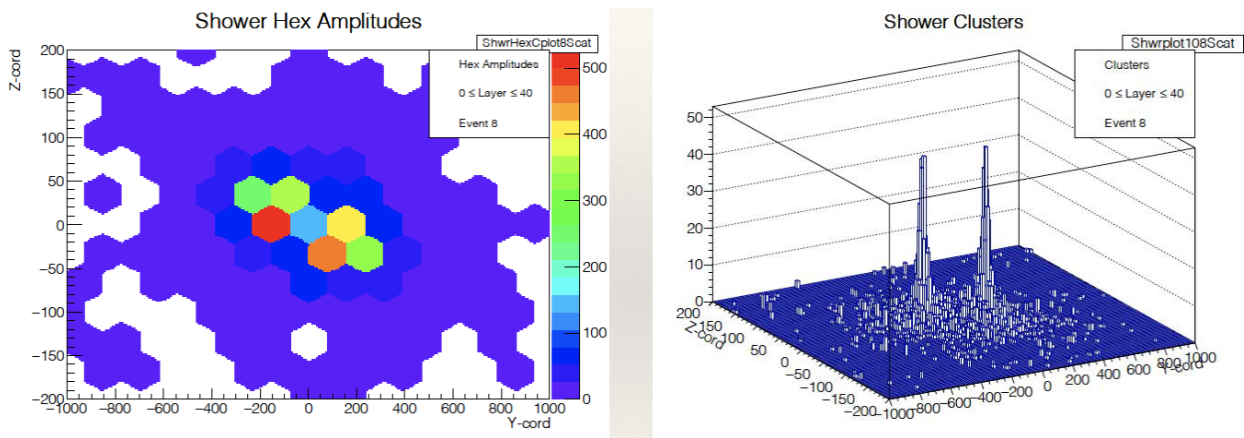 Shower Hex Amplitudes
Z-cord
ShwrHexCplot8Scat
Hex Amplitudes
0 ≤ Layer ≤ 40
Event 8
200
150
100
50
0
−50
−100
−150
−200
−1000 −800 −600 −400 −200 0 200 400 600 800 1000
Y-cord
500
400
300
200
100
0
Shower Clusters
Shwrplot108Scat
Clusters
0 ≤ Layer ≤ 40
Event 8
50
40
30
20
10
0
200
150
100
50
0
−50
−100
−150
−200
Z-cord
−1000
−800
−600
−400
−200
0
200
400
600
800
1000
Y-cord